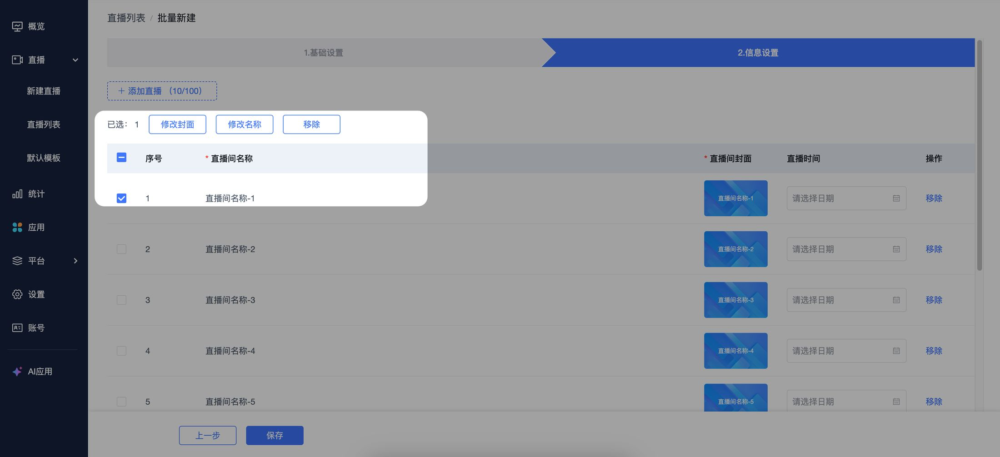 概览
直播
新建直播
直播列表
默认模板
统计
应用
平台
设置
账号
AI应用
直播列表 / 批量新建
1.基础设置
2.信息设置
+ 添加直播 （10/100）
已选： 1 修改封面 修改名称 移除
序号 * 直播间名称 * 直播间封面 直播时间 操作
1 直播间名称-1 直播间名称-1 请选择日期 移除
2 直播间名称-2 直播间名称-2 请选择日期 移除
3 直播间名称-3 直播间名称-3 请选择日期 移除
4 直播间名称-4 直播间名称-4 请选择日期 移除
5 直播间名称-5 直播间名称-5 请选择日期 移除
上一步 保存